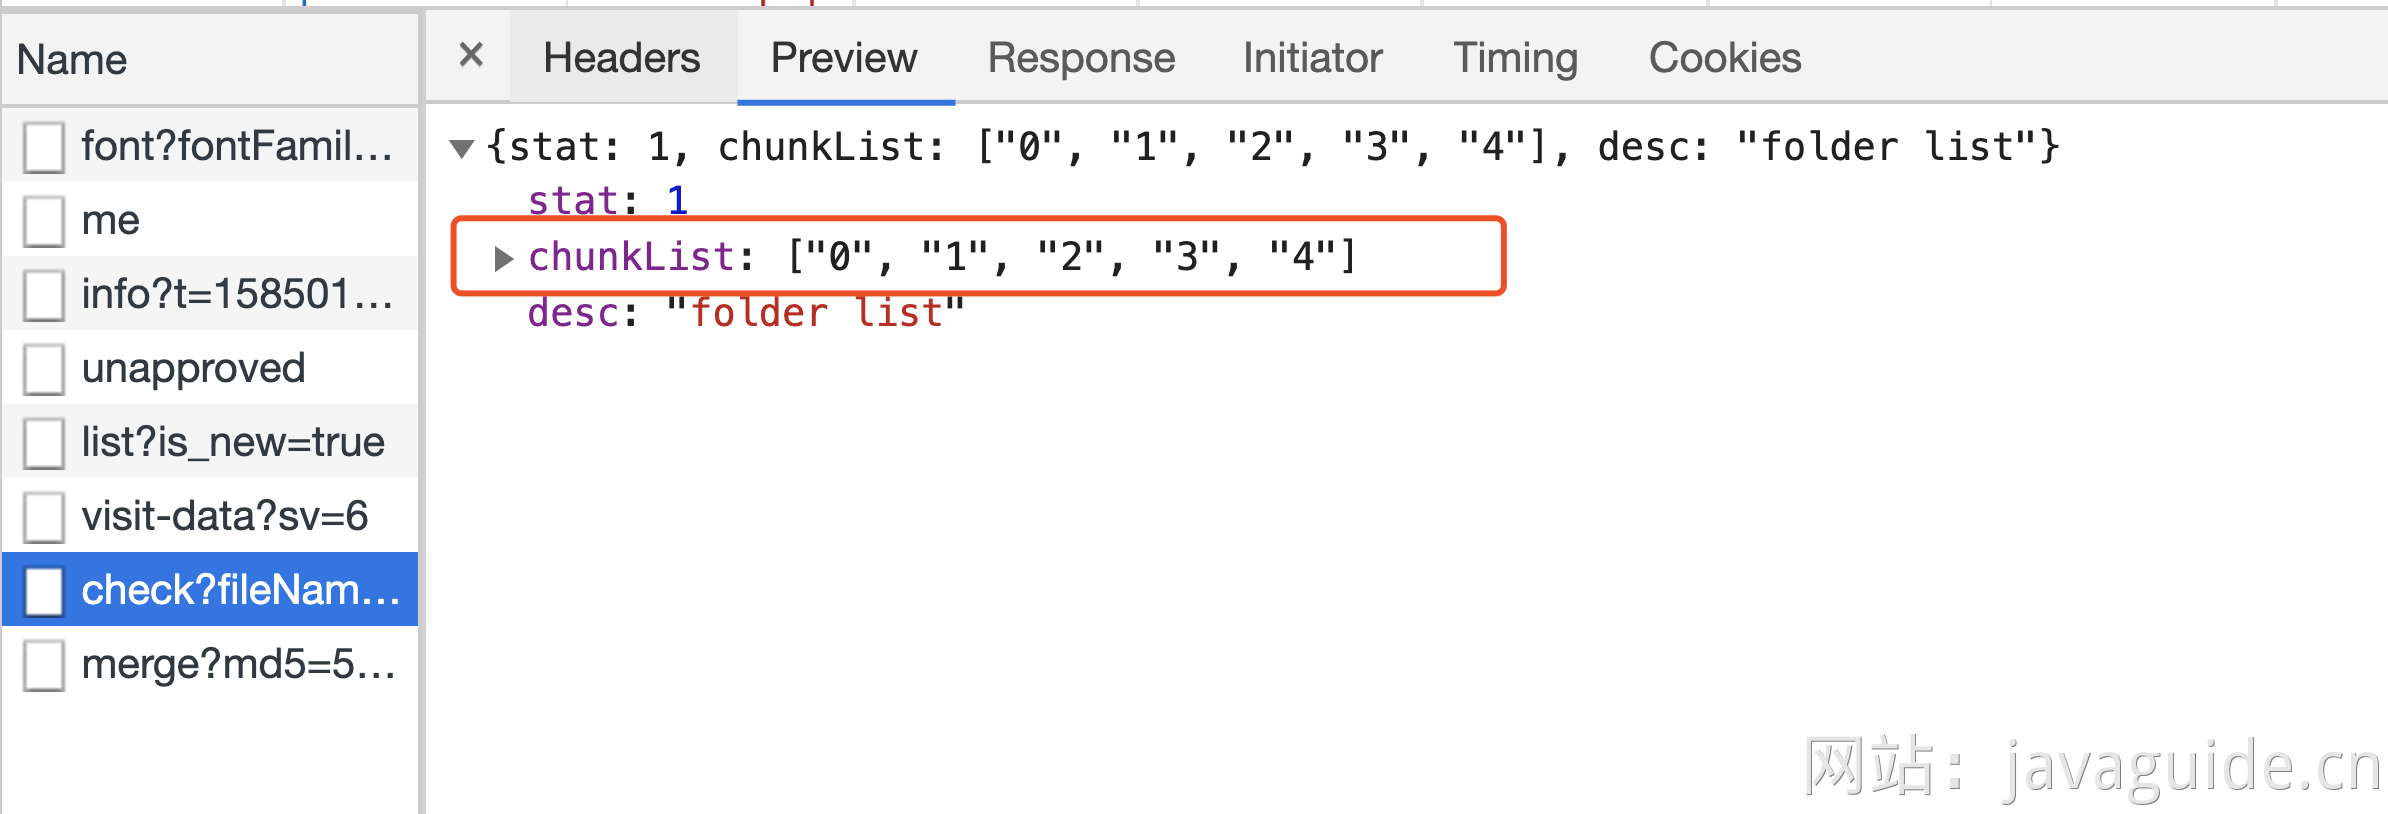 Name
font?fontFamil...
me
info?t=158501...
unapproved
list?is_new=true
visit-data?sv=6
check?fileNam...
merge?md5=5...
× Headers Preview Response Initiator Timing Cookies
▼ {stat: 1, chunkList: ["0", "1", "2", "3", "4"], desc: "folder list"}
stat: 1
▶ chunkList: ["0", "1", "2", "3", "4"]
desc: "folder list"
网站：javaguide.cn